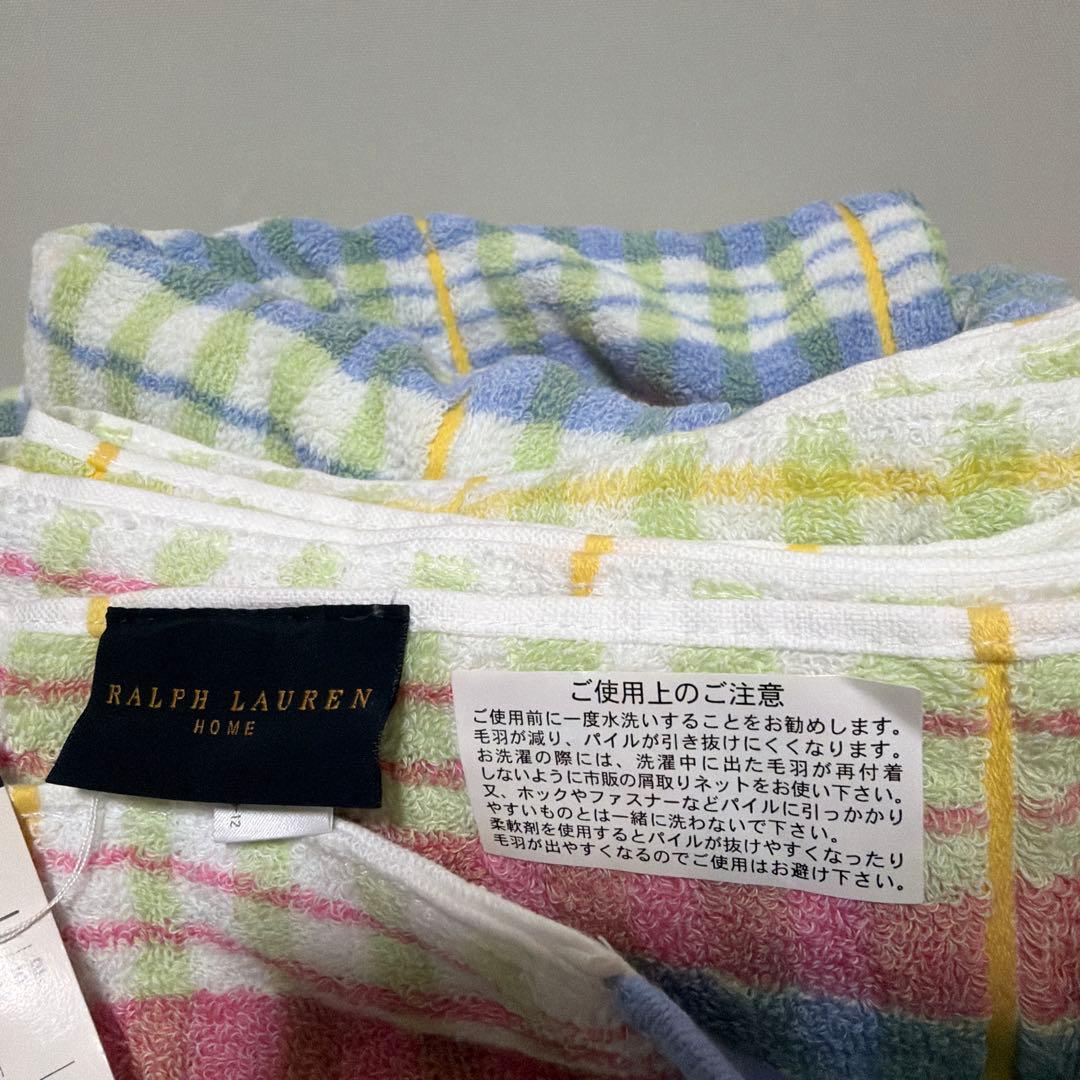 RALPH LAUREN
HOME
ご使用上のご注意
ご使用前に一度水洗いすることをお勧めします。
毛羽が減り、パイルが引き抜けにくくなります。
お洗濯の際には、洗濯中に出た毛羽が再付着
しないように市販の屑取りネットをお使い下さい。
又、ホックやファスナーなどパイルに引っかかり
やすいものとは一緒に洗わないで下さい。
柔軟剤を使用するとパイルが抜けやすくなったり
毛羽が出やすくなるのでご使用はお避け下さい。